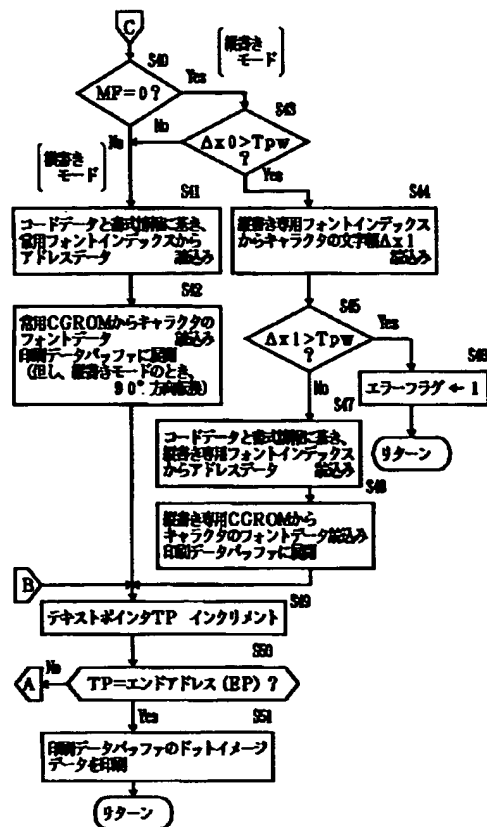 C
S40
Yes
縦書き
モード
MF=0?
S43
No
No
Δx0>Tpw
?
横書き
モード
Yes
S41
S44
コードデータと書式情報に基き、
常用フォントインデックスから
アドレスデータ 読込み
縦書き専用フォントインデックス
からキャラクタの文字幅Δx1
読込み
S42
S45
常用CGROMからキャラクタの
フォントデータ 読込み
印刷データバッファに展開
(但し、縦書きモードのとき、
90°方向転換)
Δx1>Tpw
?
Yes
S46
No
エラーフラグ ← 1
S47
リターン
コードデータと書式情報に基き、
縦書き専用フォントインデックス
からアドレスデータ 読込み
S48
縦書き専用CGROMから
キャラクタのフォントデータ読込み
印刷データバッファに展開
B
S49
テキストポインタTP インクリメント
S50
No
A
TP=エンドアドレス(EP)?
Yes
S51
印刷データバッファのドットイメージ
データを印刷
リターン